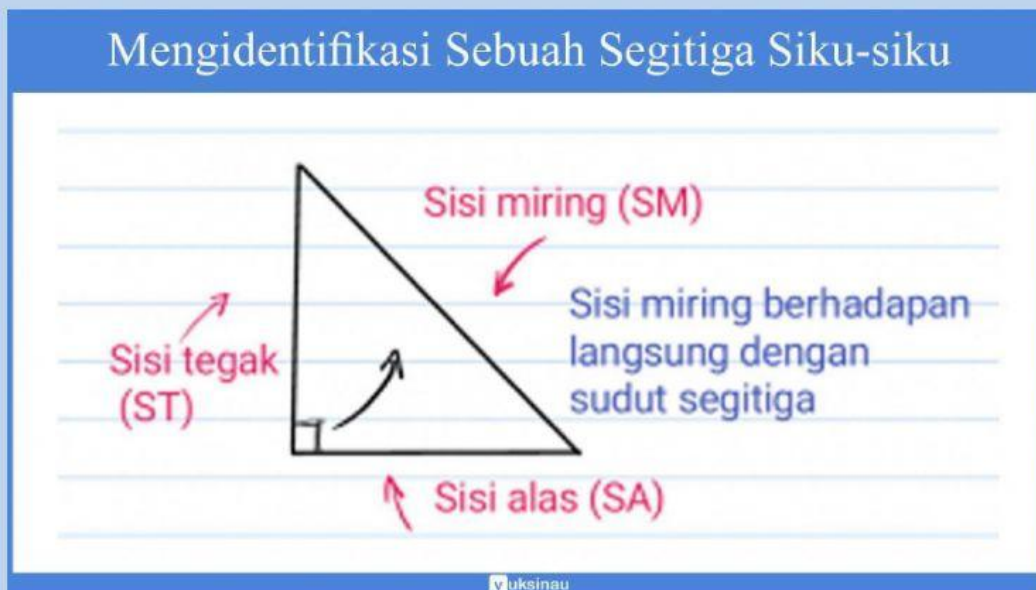 Mengidentifikasi Sebuah Segitiga Siku-siku
Sisi miring (SM)
Sisi miring berhadapan
langsung dengan
sudut segitiga
Sisi tegak
(ST)
Sisi alas (SA)
yuksinau